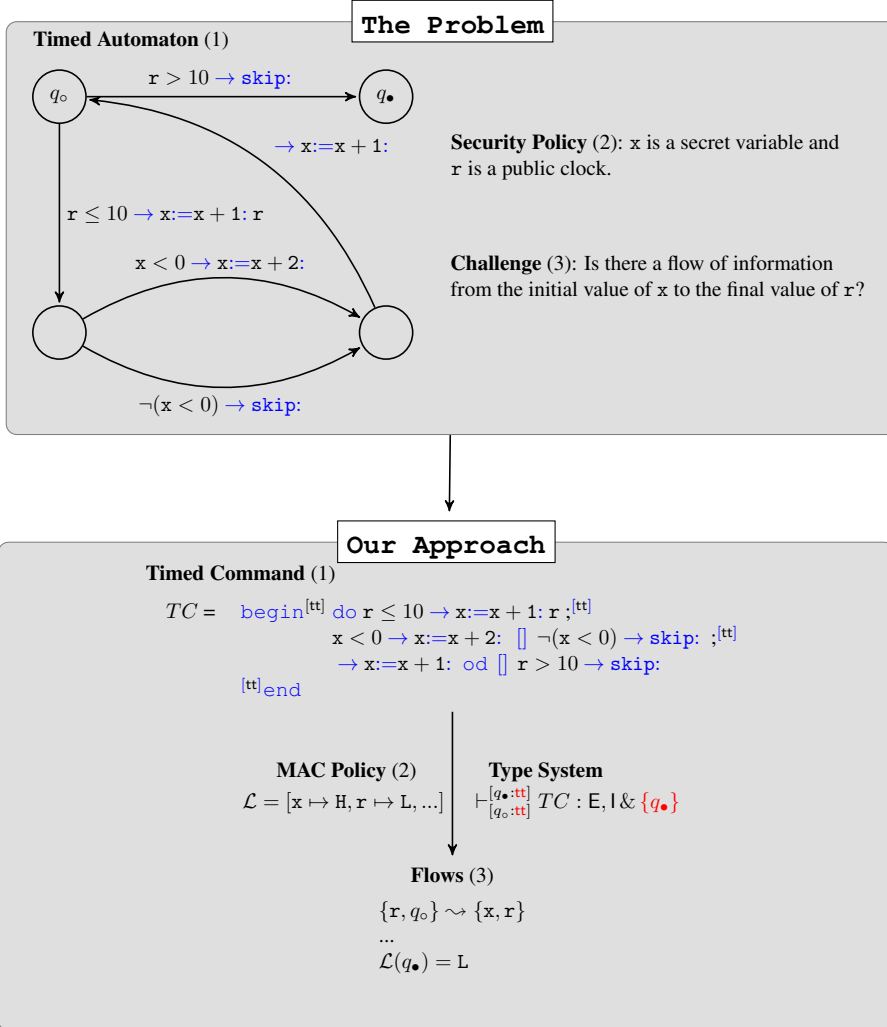 The Problem
Timed Automaton (1)
r > 10 → skip:
q∘
q•
→ x:=x + 1:
Security Policy (2): x is a secret variable and
r is a public clock.
r ≤ 10 → x:=x + 1: r
x < 0 → x:=x + 2:
Challenge (3): Is there a flow of information
from the initial value of x to the final value of r?
¬(x < 0) → skip:
Our Approach
Timed Command (1)
TC = begin[tt] do r ≤ 10 → x:=x + 1: r ;[tt]
x < 0 → x:=x + 2: [] ¬(x < 0) → skip: ;[tt]
→ x:=x + 1: od [] r > 10 → skip:
[tt]end
MAC Policy (2)
ℒ = [x ↦ H, r ↦ L, ...]
Type System
⊢[q∘:tt][q•:tt] TC : E, I & {q•}
Flows (3)
{r, q∘} ⇝ {x, r}
...
ℒ(q•) = L